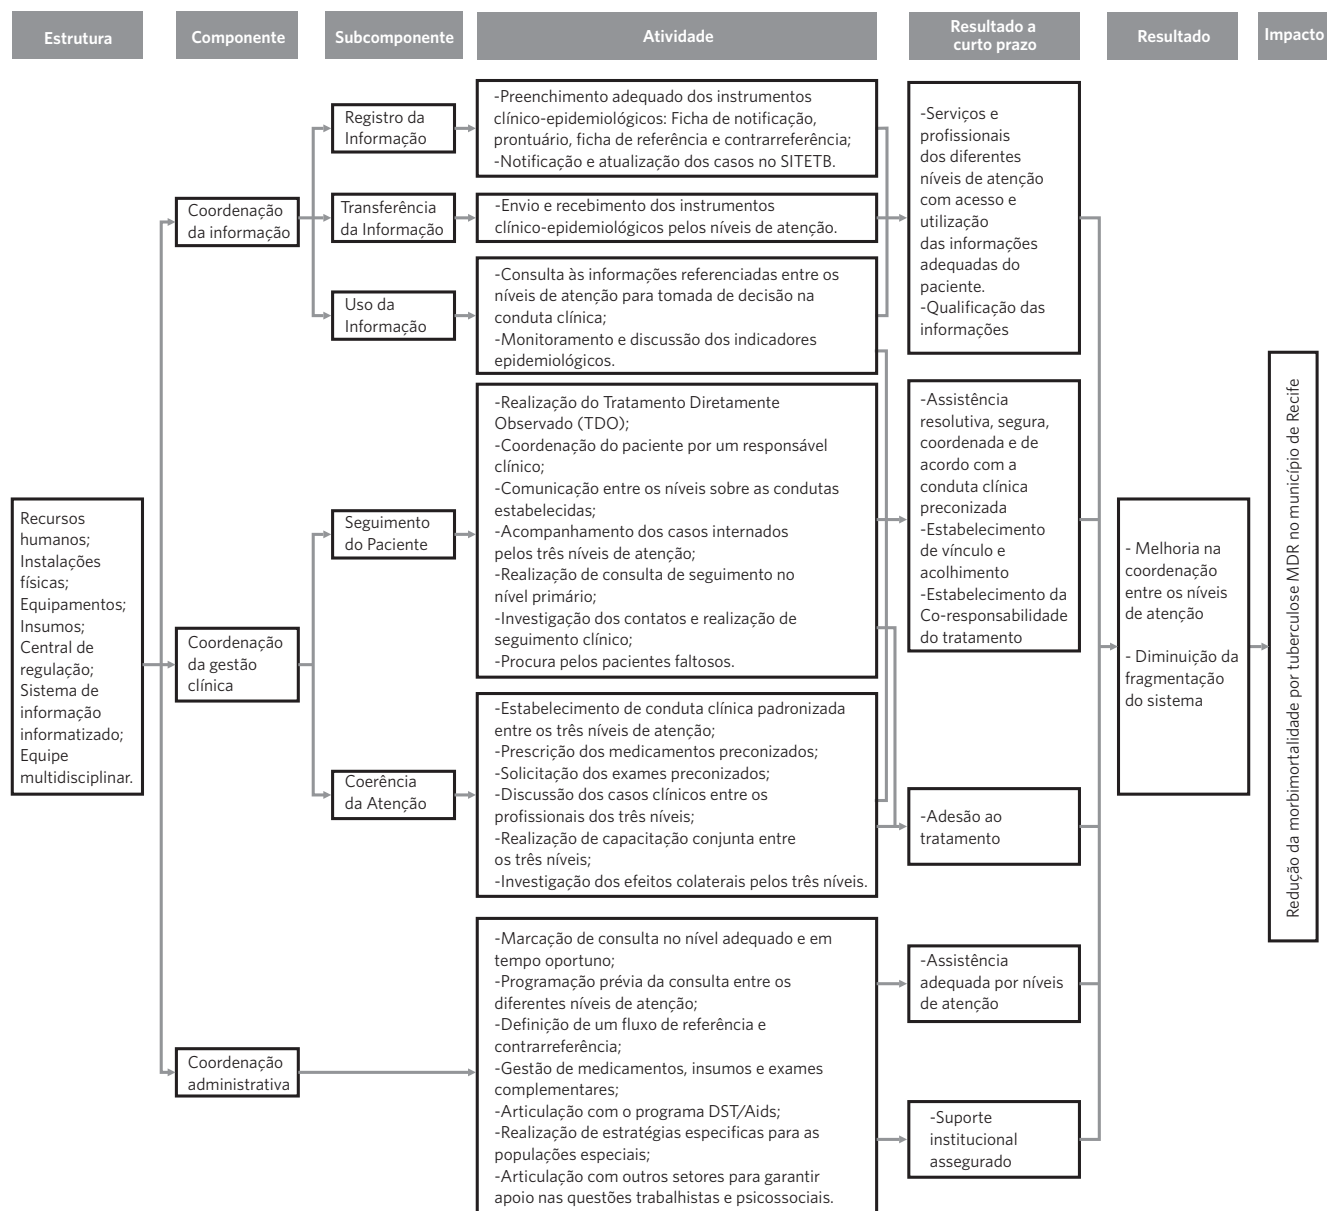 Estrutura
Componente
Subcomponente
Atividade
Resultado a
curto prazo
Resultado
Impacto
Recursos
humanos;
Instalações
físicas;
Equipamentos;
Insumos;
Central de
regulação;
Sistema de
informação
informatizado;
Equipe
multidisciplinar.
Coordenação
da informação
Coordenação
da gestão
clínica
Coordenação
administrativa
Registro da
Informação
Transferência
da Informação
Uso da
Informação
Seguimento
do Paciente
Coerência
da Atenção
-Preenchimento adequado dos instrumentos
clínico-epidemiológicos: Ficha de notificação,
prontuário, ficha de referência e contrarreferência;
-Notificação e atualização dos casos no SITETB.
-Envio e recebimento dos instrumentos
clínico-epidemiológicos pelos níveis de atenção.
-Consulta às informações referenciadas entre os
níveis de atenção para tomada de decisão na
conduta clínica;
-Monitoramento e discussão dos indicadores
epidemiológicos.
-Realização do Tratamento Diretamente
Observado (TDO);
-Coordenação do paciente por um responsável
clínico;
-Comunicação entre os níveis sobre as condutas
estabelecidas;
-Acompanhamento dos casos internados
pelos três níveis de atenção;
-Realização de consulta de seguimento no
nível primário;
-Investigação dos contatos e realização de
seguimento clínico;
-Procura pelos pacientes faltosos.
-Estabelecimento de conduta clínica padronizada
entre os três níveis de atenção;
-Prescrição dos medicamentos preconizados;
-Solicitação dos exames preconizados;
-Discussão dos casos clínicos entre os
profissionais dos três níveis;
-Realização de capacitação conjunta entre
os três níveis;
-Investigação dos efeitos colaterais pelos três níveis.
-Marcação de consulta no nível adequado e em
tempo oportuno;
-Programação prévia da consulta entre os
diferentes níveis de atenção;
-Definição de um fluxo de referência e
contrarreferência;
-Gestão de medicamentos, insumos e exames
complementares;
-Articulação com o programa DST/Aids;
-Realização de estratégias especificas para as
populações especiais;
-Articulação com outros setores para garantir
apoio nas questões trabalhistas e psicossociais.
-Serviços e
profissionais
dos diferentes
níveis de atenção
com acesso e
utilização
das informações
adequadas do
paciente.
-Qualificação das
informações
-Assistência
resolutiva, segura,
coordenada e de
acordo com a
conduta clínica
preconizada
-Estabelecimento
de vínculo e
acolhimento
-Estabelecimento da
Co-responsabilidade
do tratamento
-Adesão ao
tratamento
-Assistência
adequada por níveis
de atenção
-Suporte
institucional
assegurado
- Melhoria na
coordenação
entre os níveis
de atenção
- Diminuição da
fragmentação
do sistema
Redução da morbimortalidade por tuberculose MDR no município de Recife